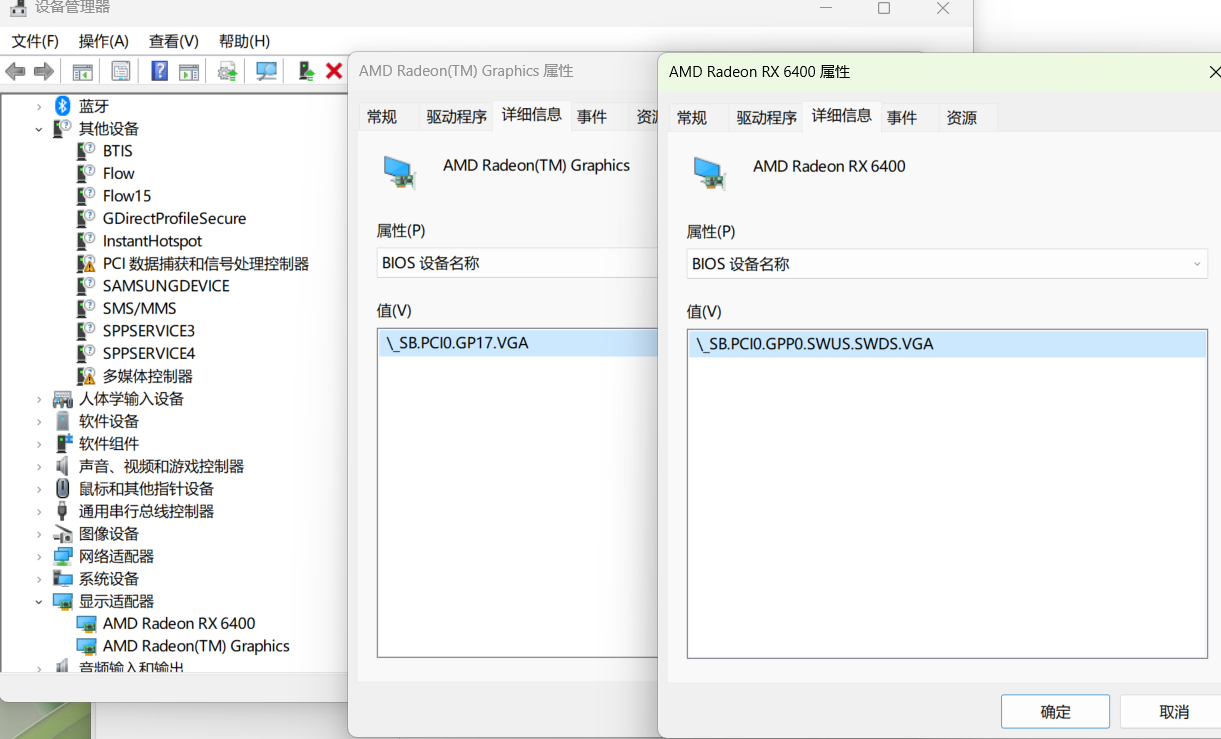 设备管理器
文件(F) 操作(A) 查看(V) 帮助(H)
蓝牙
其他设备
BTIS
Flow
Flow15
GDirectProfileSecure
InstantHotspot
PCI 数据捕获和信号处理控制器
SAMSUNGDEVICE
SMS/MMS
SPPSERVICE3
SPPSERVICE4
多媒体控制器
人体学输入设备
软件设备
软件组件
声音、视频和游戏控制器
鼠标和其他指针设备
通用串行总线控制器
图像设备
网络适配器
系统设备
显示适配器
AMD Radeon RX 6400
AMD Radeon(TM) Graphics
音频输入和输出
AMD Radeon(TM) Graphics 属性
常规 驱动程序 详细信息 事件 资源
AMD Radeon(TM) Graphics
属性(P)
BIOS 设备名称
值(V)
\_SB.PCI0.GP17.VGA
AMD Radeon RX 6400 属性
常规 驱动程序 详细信息 事件 资源
AMD Radeon RX 6400
属性(P)
BIOS 设备名称
值(V)
\_SB.PCI0.GPP0.SWUS.SWDS.VGA
确定 取消